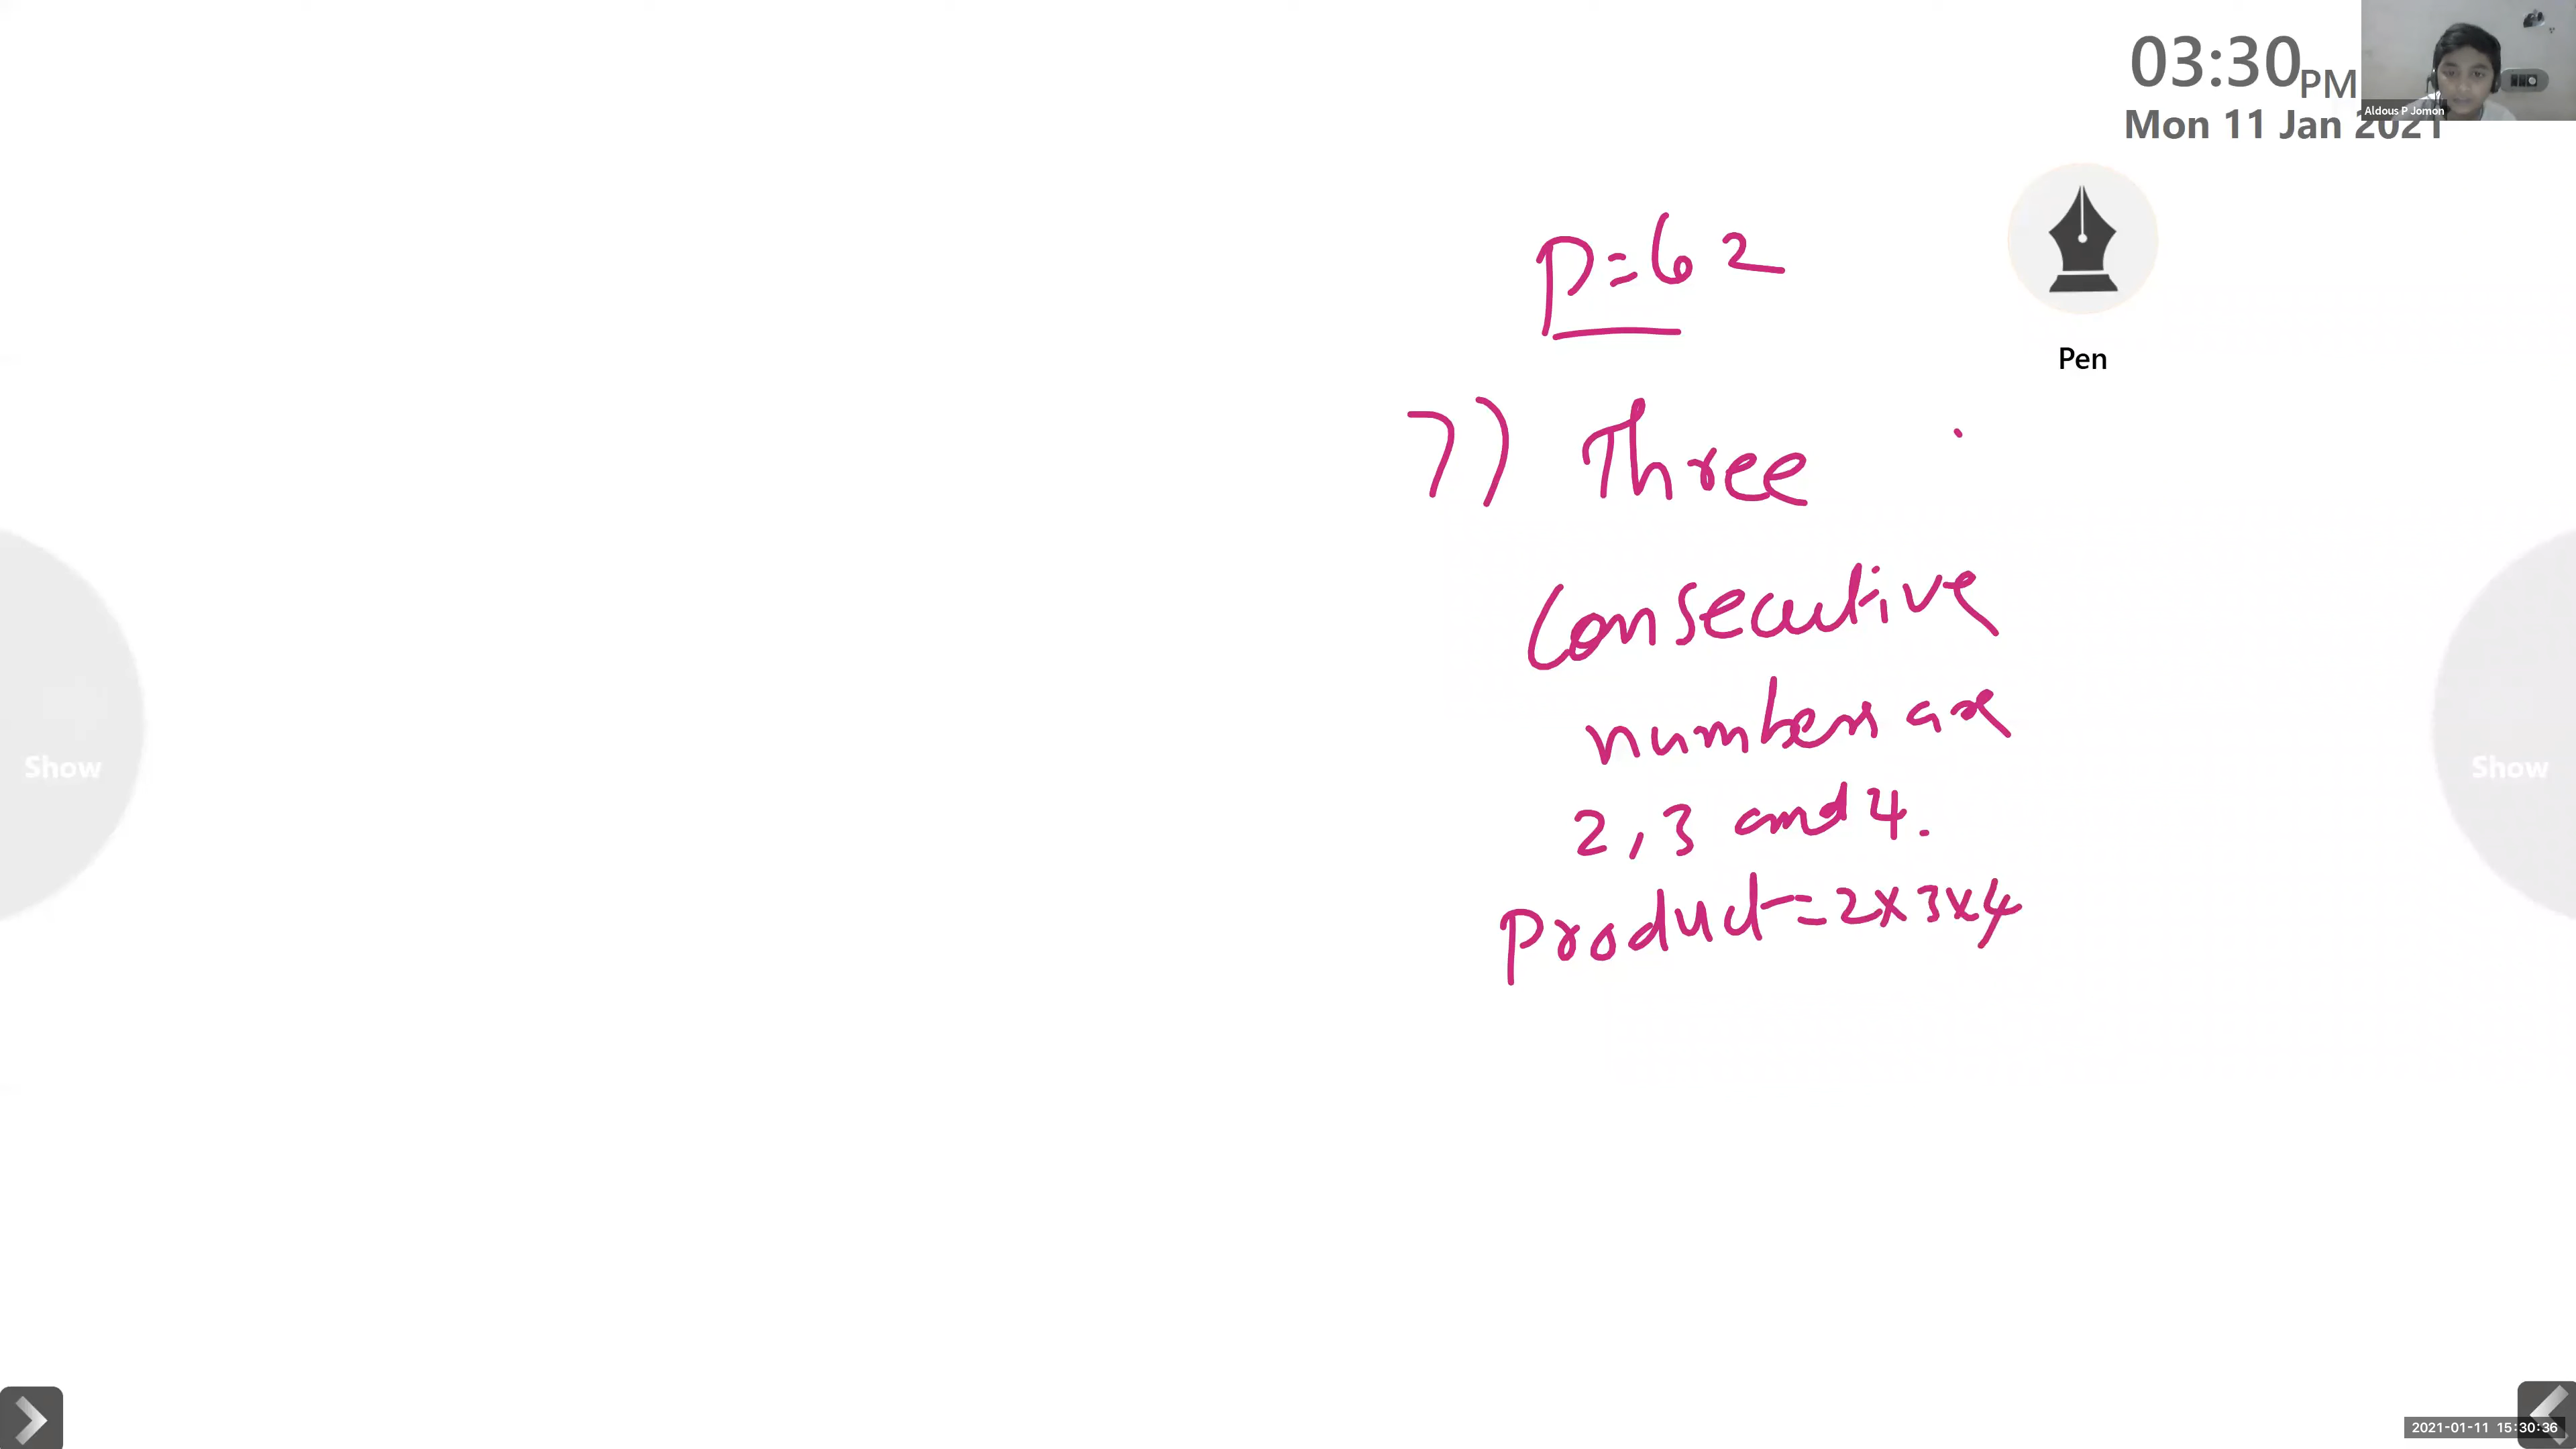 03:30PM
Aldous P Jomon
Mon 11 Jan 2021
P=62
Pen
7) Three
Consecutive
numbers are
Show
Show
2, 3 and 4.
Product=2x3x4
2021-01-11 15:30:36